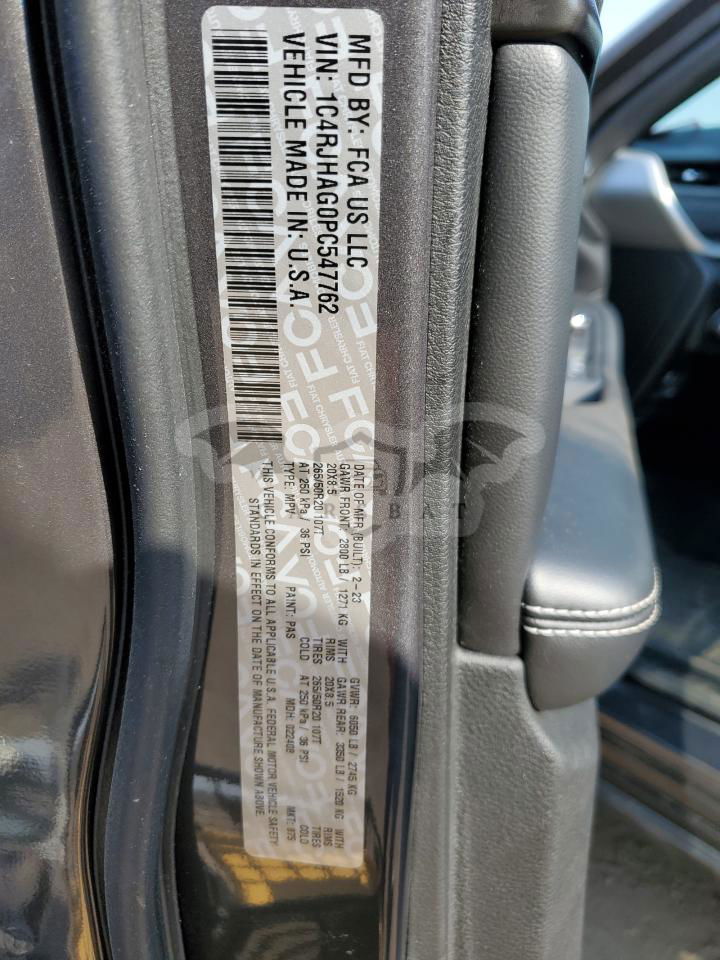 MFD BY: FCA US LLC
VIN: 1C4RJHAG0PC547762
VEHICLE MADE IN: U.S.A.
DATE OF MFR (BUILT): 2-23 GVWR: 6050 LB / 2745 KG
GAWR FRONT: 2800 LB / 1271 KG WITH GAWR REAR: 3350 LB / 1520 KG WITH
20X8.5 RIMS 20X8.5 RIMS
265/50R20 107T TIRES 265/50R20 107T TIRES
AT 250 kPa / 36 PSI COLD AT 250 kPa / 36 PSI COLD
TYPE: MPV PAINT: PAS MDH: 022408 MKT: 875
THIS VEHICLE CONFORMS TO ALL APPLICABLE U.S.A. FEDERAL MOTOR VEHICLE SAFETY
STANDARDS IN EFFECT ON THE DATE OF MANUFACTURE SHOWN ABOVE.